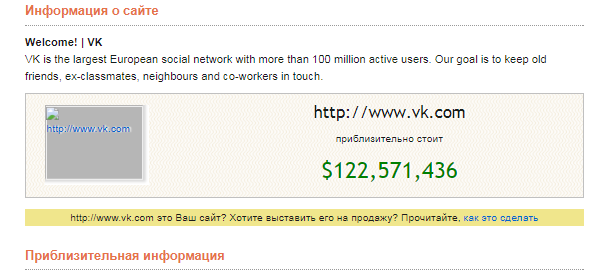 Информация о сайте
Welcome! | VK
VK is the largest European social network with more than 100 million active users. Our goal is to keep old
friends, ex-classmates, neighbours and co-workers in touch.
http://www.vk.com
http://www.vk.com
приблизительно стоит
$122,571,436
http://www.vk.com это Ваш сайт? Хотите выставить его на продажу? Прочитайте, как это сделать
Приблизительная информация